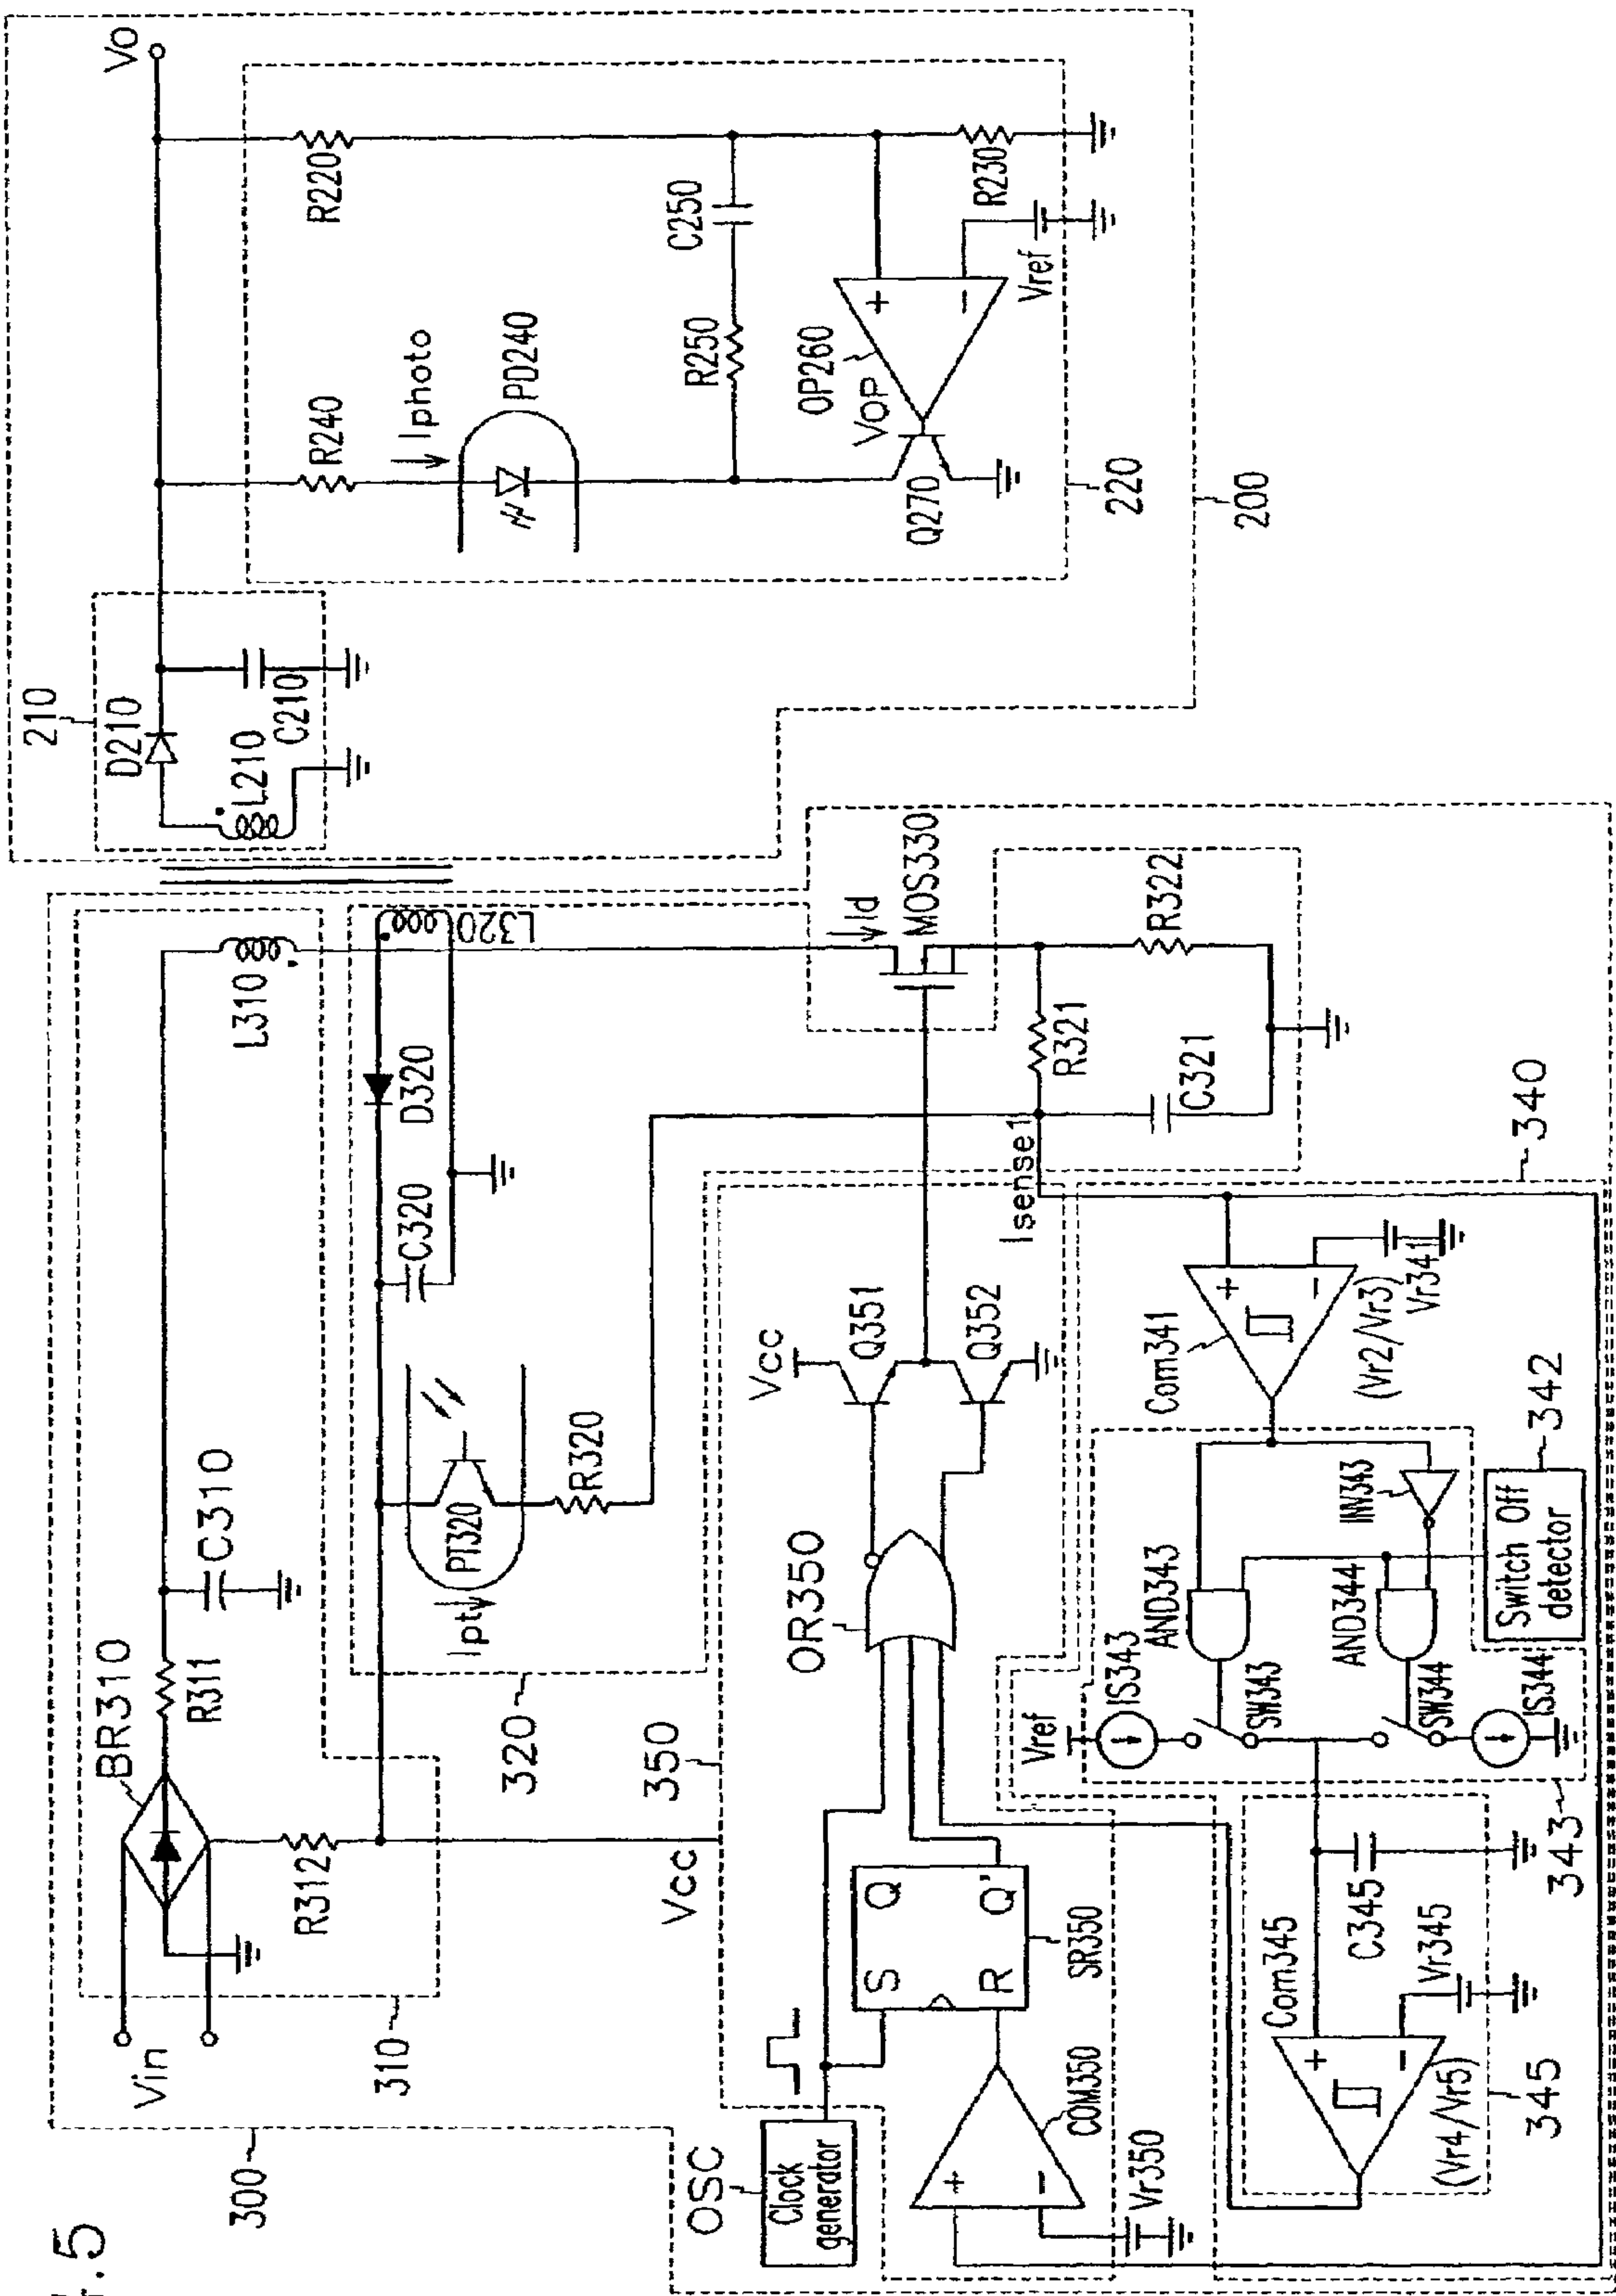 Vo
R220
R240
Iphoto
PD240
C250
R250
OP260
VOP
+
−
R230
Vref
Q270
220
200
210
D210
L210
C210
L310
L320
D320
C320
Id
MOS330
R322
R321
C321
Isense1
340
BR310
R311
C310
R312
Vin
310
300
Ipt
PT320
R320
320
350
Vcc
Vcc
Q351
Q352
OR350
OSC
Clock
generator
S
Q
R
Q'
SR350
COM350
+
−
Vr350
Com341
+
−
(Vr2/Vr3)
Vr341
342
Switch Off
detector
INV343
AND343
AND344
Vref
IS343
SW343
SW344
IS344
343
Com345
+
−
C345
Vr345
(Vr4/Vr5)
345
.5